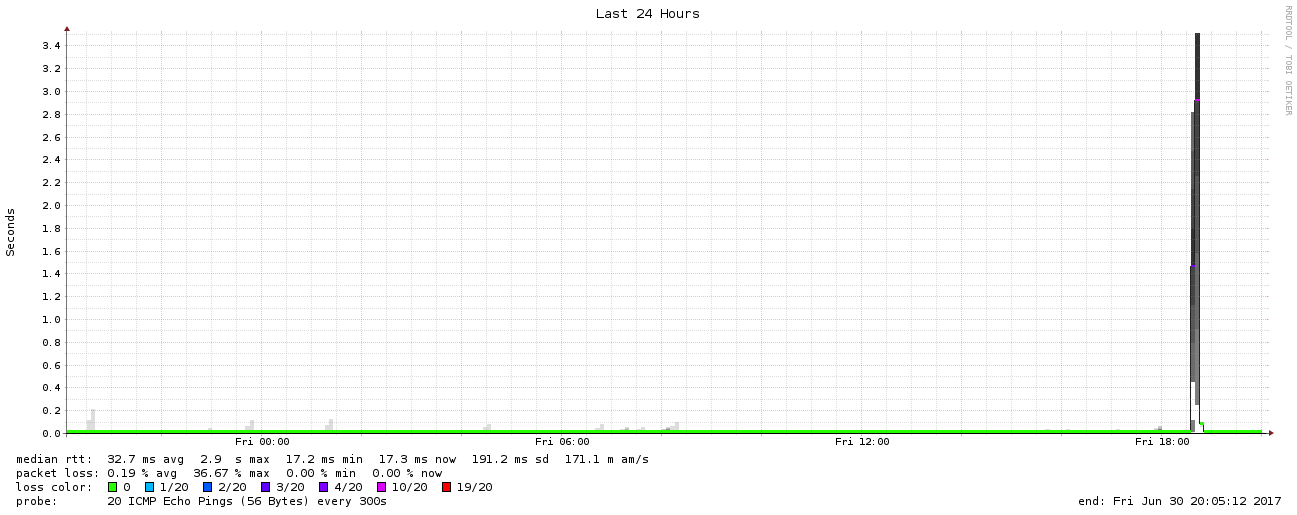 Last 24 Hours
RRDTOOL / TOBI OETIKER
Seconds
3.4
3.2
3.0
2.8
2.6
2.4
2.2
2.0
1.8
1.6
1.4
1.2
1.0
0.8
0.6
0.4
0.2
0.0
Fri 00:00 Fri 06:00 Fri 12:00 Fri 18:00
median rtt: 32.7 ms avg 2.9 s max 17.2 ms min 17.3 ms now 191.2 ms sd 171.1 m am/s
packet loss: 0.19 % avg 36.67 % max 0.00 % min 0.00 % now
loss color: 0 1/20 2/20 3/20 4/20 10/20 19/20
probe: 20 ICMP Echo Pings (56 Bytes) every 300s end: Fri Jun 30 20:05:12 2017